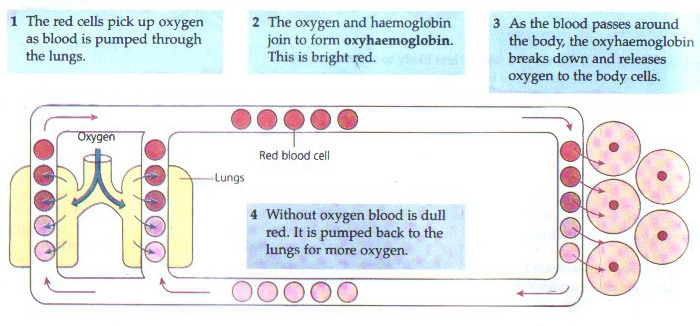 1 The red cells pick up oxygen
as blood is pumped through
the lungs.
2 The oxygen and haemoglobin
join to form oxyhaemoglobin.
This is bright red.
3 As the blood passes around
the body, the oxyhaemoglobin
breaks down and releases
oxygen to the body cells.
Oxygen
Red blood cell
Lungs
4 Without oxygen blood is dull
red. It is pumped back to the
lungs for more oxygen.